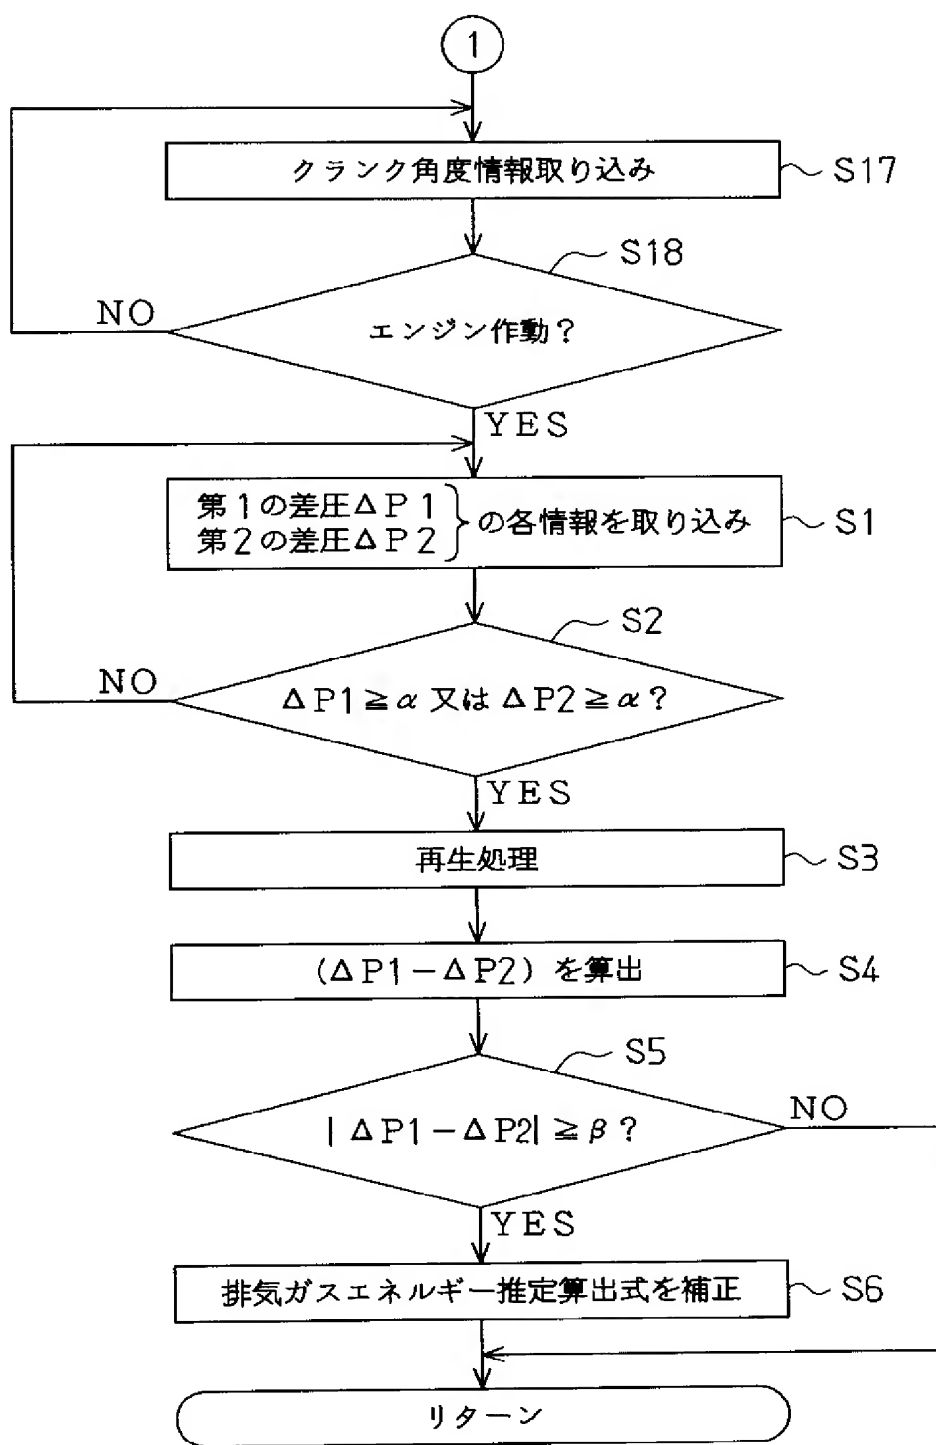 1
クランク角度情報取り込み
S17
S18
エンジン作動?
NO
YES
第1の差圧ΔP1
第2の差圧ΔP2
}の各情報を取り込み
S1
S2
ΔP1≧α 又は ΔP2≧α?
NO
YES
再生処理
S3
(ΔP1-ΔP2)を算出
S4
S5
|ΔP1-ΔP2|≧β?
NO
YES
排気ガスエネルギー推定算出式を補正
S6
リターン